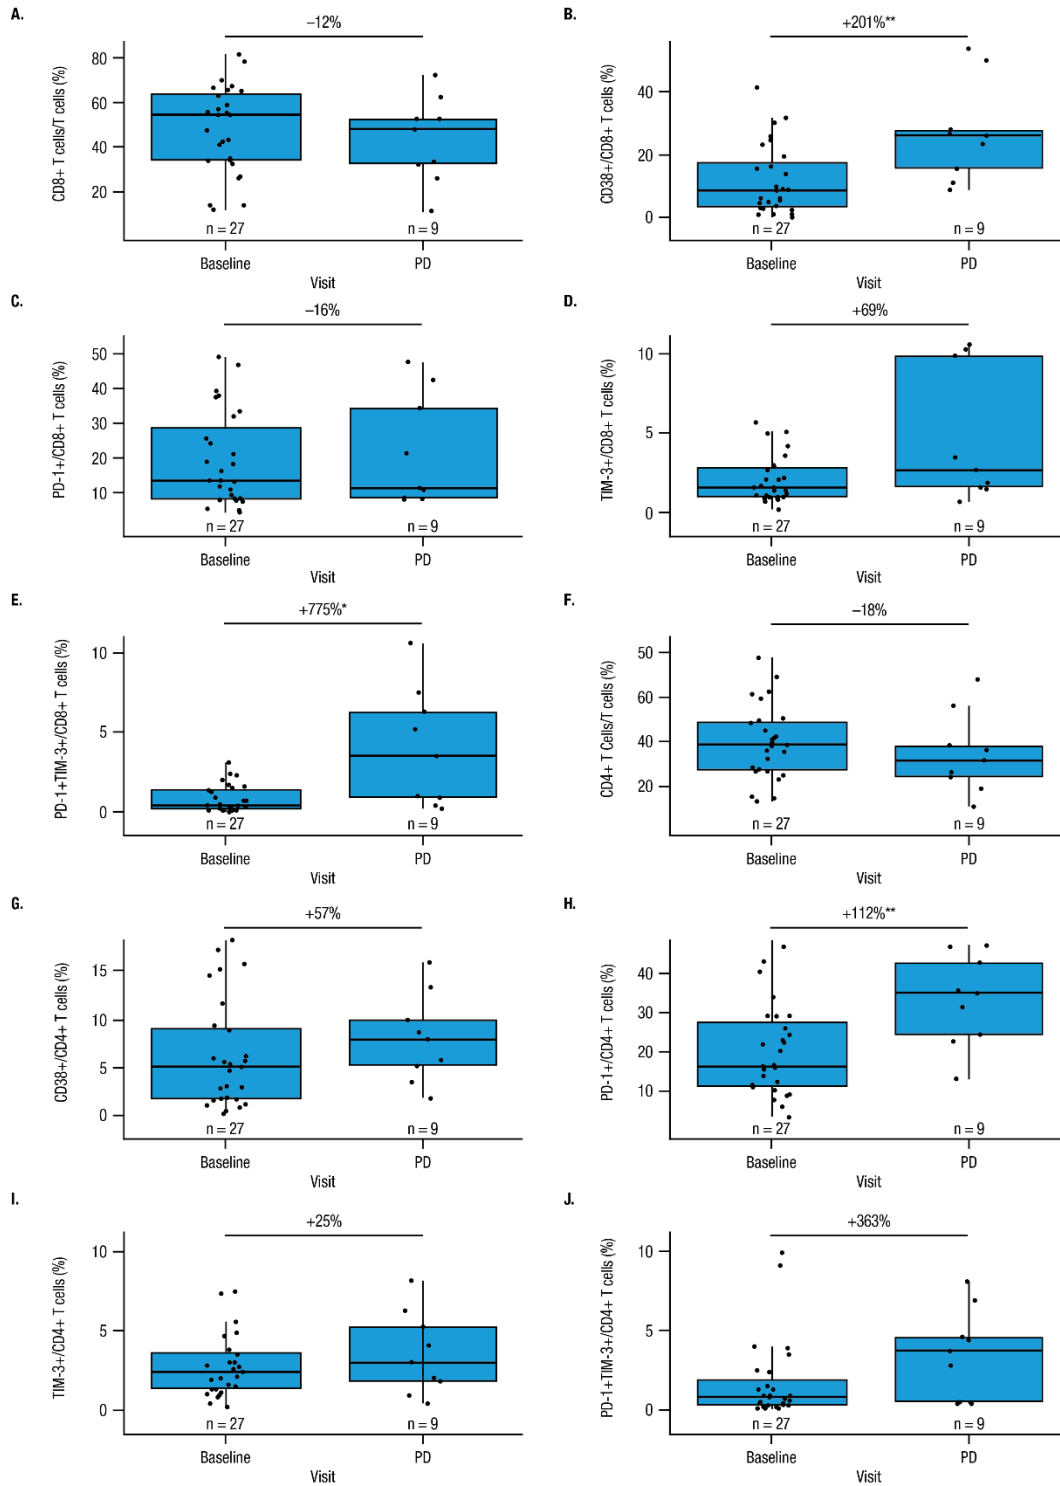 A.
−12%
CD8+ T cells/T cells (%)
80
60
40
20
n = 27
n = 9
Baseline
PD
Visit
B.
+201%**
CD38+/CD8+ T cells (%)
40
20
0
n = 27
n = 9
Baseline
PD
Visit
C.
−16%
PD-1+/CD8+ T cells (%)
50
40
30
20
10
n = 27
n = 9
Baseline
PD
Visit
D.
+69%
TIM-3+/CD8+ T cells (%)
10
5
0
n = 27
n = 9
Baseline
PD
Visit
E.
+775%*
PD-1+TIM-3+/CD8+ T cells (%)
10
5
0
n = 27
n = 9
Baseline
PD
Visit
F.
−18%
CD4+ T Cells/T cells (%)
50
60
40
20
n = 27
n = 9
Baseline
PD
Visit
G.
+57%
CD38+/CD4+ T cells (%)
15
10
5
0
n = 27
n = 9
Baseline
PD
Visit
H.
+112%**
PD-1+/CD4+ T cells (%)
40
30
20
10
n = 27
n = 9
Baseline
PD
Visit
I.
+25%
TIM-3+/CD4+ T cells (%)
10
5
0
n = 27
n = 9
Baseline
PD
Visit
J.
+363%
PD-1+TIM-3+/CD4+ T cells (%)
10
5
0
n = 27
n = 9
Baseline
PD
Visit